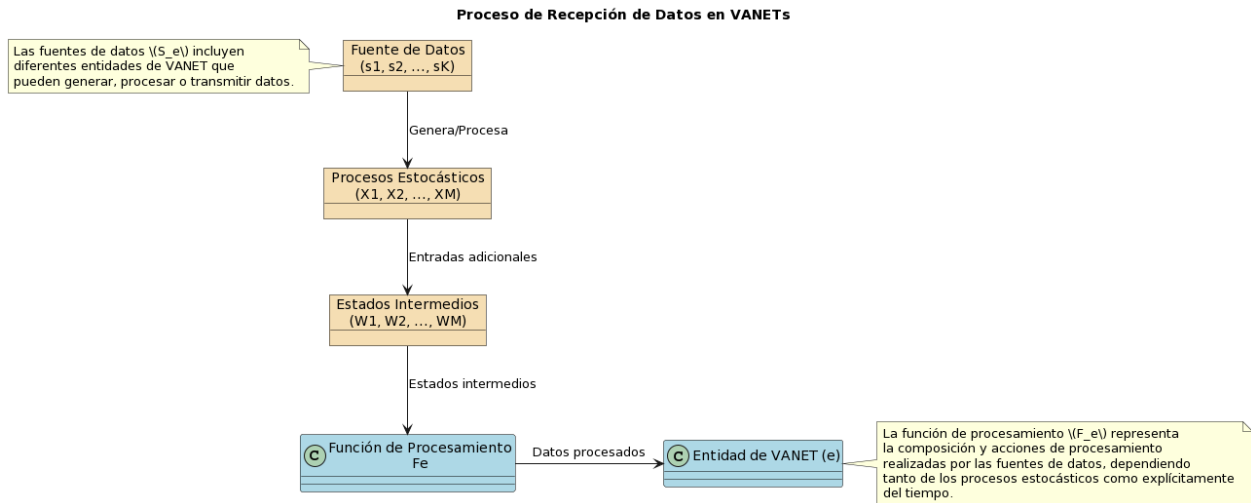 Proceso de Recepción de Datos en VANETs
Las fuentes de datos \(S_e\) incluyen
diferentes entidades de VANET que
pueden generar, procesar o transmitir datos.
Fuente de Datos
(s1, s2, ..., sK)
Genera/Procesa
Procesos Estocásticos
(X1, X2, ..., XM)
Entradas adicionales
Estados Intermedios
(W1, W2, ..., WM)
Estados intermedios
C
Función de Procesamiento
Fe
Datos procesados
C
Entidad de VANET (e)
La función de procesamiento \(F_e\) representa
la composición y acciones de procesamiento
realizadas por las fuentes de datos, dependiendo
tanto de los procesos estocásticos como explícitamente
del tiempo.